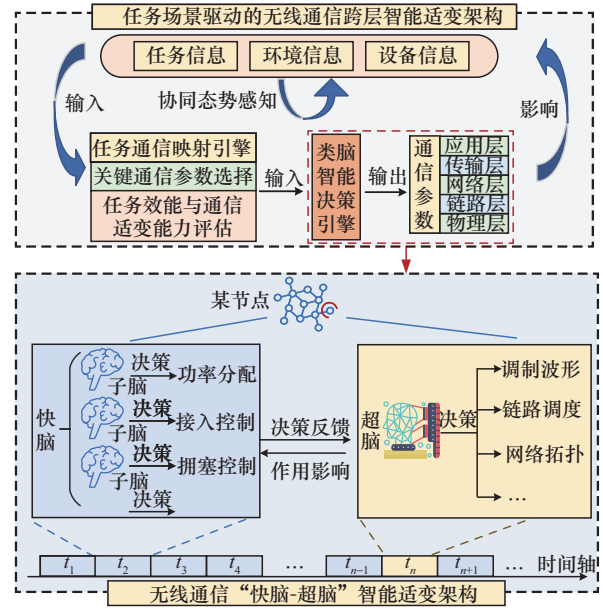 任务场景驱动的无线通信跨层智能适变架构
任务信息 环境信息 设备信息
输入 协同态势感知 影响
任务通信映射引擎
关键通信参数选择
任务效能与通信
适变能力评估
输入
类脑
智能
决策
引擎
输出
通信参数
应用层
传输层
网络层
链路层
物理层
某节点
快脑
决策
子脑 功率分配
决策
子脑 接入控制
决策
子脑 拥塞控制
决策
决策反馈
作用影响
超脑
决策
调制波形
链路调度
网络拓扑
…
t1 t2 t3 t4 … tn−1 tn tn+1 … 时间轴
无线通信“快脑-超脑”智能适变架构